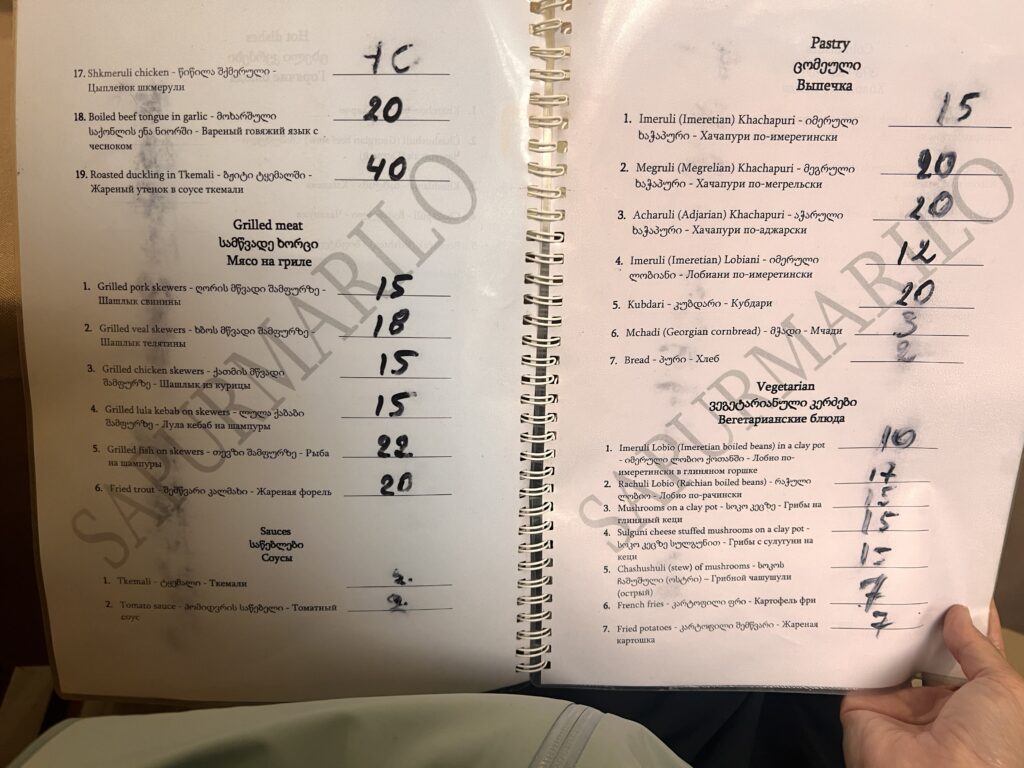 17. Shkmeruli chicken - წიწილა შქმერული -
Цыпленок шкмерули
18. Boiled beef tongue in garlic - მოხარშული 20
საქონლის ენა ნიორში - Вареный говяжий язык с
чесноком
19. Roasted duckling in Tkemali - ბჟიტი ტყემალში - 40
Жареный утенок в соусе ткемали
Grilled meat
სამწვადე ხორცი
Мясо на гриле
1. Grilled pork skewers - ღორის მწვადი შამფურზე - 15
Шашлык свинины
2. Grilled veal skewers - ხბოს მწვადი შამფურზე - 18
Шашлык телятины
3. Grilled chicken skewers - ქათმის მწვადი 15
შამფურზე - Шашлык из курицы
4. Grilled lula kebab on skewers - ლულა ქაბაბი 15
შამფურზე - Лула кебаб на шампуры
5. Grilled fish on skewers - თევზი შამფურზე - Рыба 22
на шампуры
6. Fried trout - შემწვარი კალმახი - Жареная форель 20
Sauces
საწებლები
Соусы
1. Tkemali - ტყემალი - Ткемали
2. Tomato sauce - პომიდვრის საწებელი - Томатный
соус
SAPURMARILO
Pastry
ცომეული
Выпечка
1. Imeruli (Imeretian) Khachapuri - იმერული 15
ხაჭაპური - Хачапури по-имеретински
2. Megruli (Megrelian) Khachapuri - მეგრული 20
ხაჭაპური - Хачапури по-мегрельски
3. Acharuli (Adjarian) Khachapuri - აჭარული 20
ხაჭაპური - Хачапури по-аджарски
4. Imeruli (Imeretian) Lobiani - იმერული 12
ლობიანი - Лобиани по-имеретински
5. Kubdari - კუბდარი - Кубдари 20
6. Mchadi (Georgian cornbread) - მჭადი - Мчади 3
7. Bread - პური - Хлеб 2
Vegetarian
ვეგეტარიანული კერძები
Вегетарианские блюда
1. Imeruli Lobio (Imeretian boiled beans) in a clay pot 10
- იმერული ლობიო ქოთანში - Лобио по-
имеретински в глиняном горшке
2. Rachuli Lobio (Rachian boiled beans) - რაჭული 17
ლობიო - Лобио по-рачински
3. Mushrooms on a clay pot - სოკო კეცზე - Грибы на 15
глиняный кеци
4. Sulguni cheese stuffed mushrooms on a clay pot - 15
სოკო კეცზე სულგუნით - Грибы с сулугуни на
кеци
5. Chashushuli (stew) of mushrooms - სოკოს 15
ჩაშუშული (ოსტრი) – Грибной чашушули
(острый)
6. French fries - კარტოფილი ფრი - Картофель фри 7
7. Fried potatoes - კარტოფილი შემწვარი - Жареная 7
картошка
SAPURMARILO